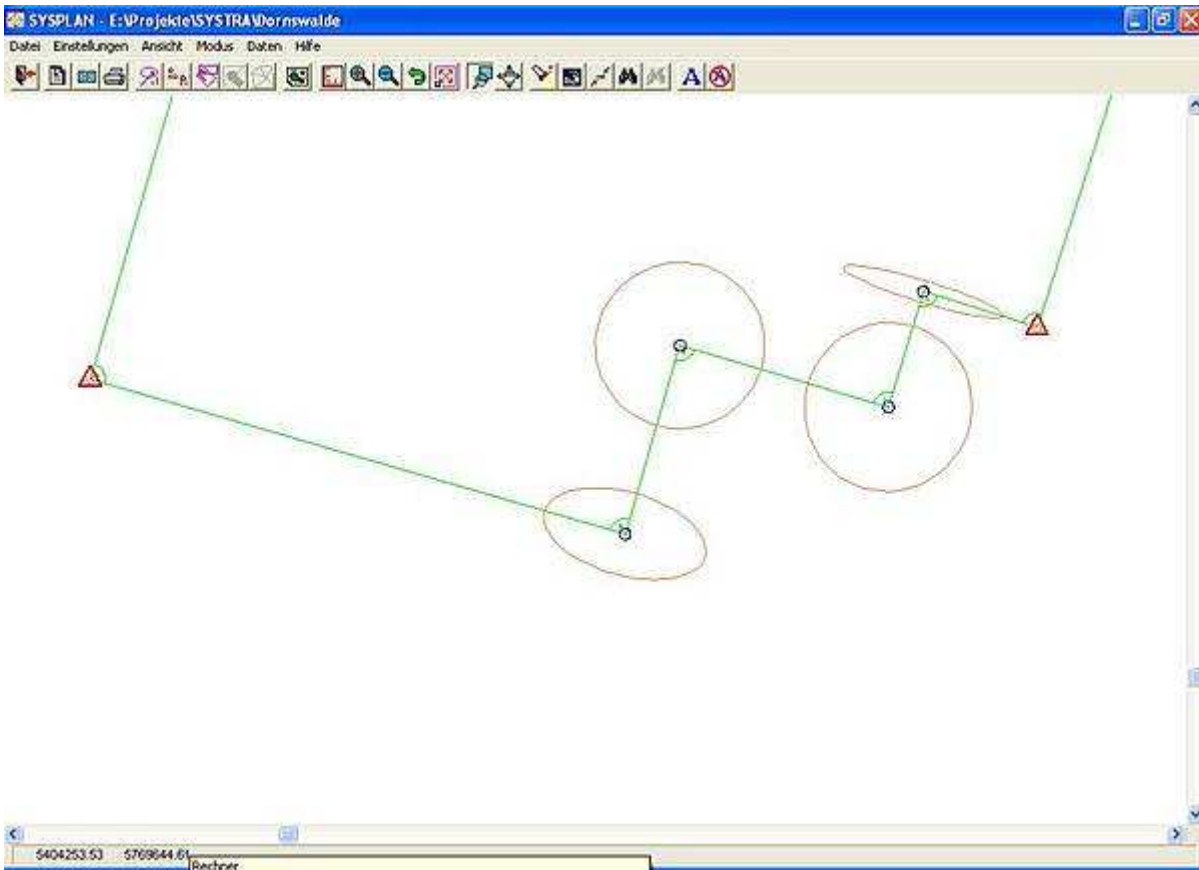 SYSPLAN - E:\Projekte\SYSTRA\Dornswalde
Datei Einstellungen Ansicht Modus Daten Hilfe
A
5404253.53 5769644.61
Rechner